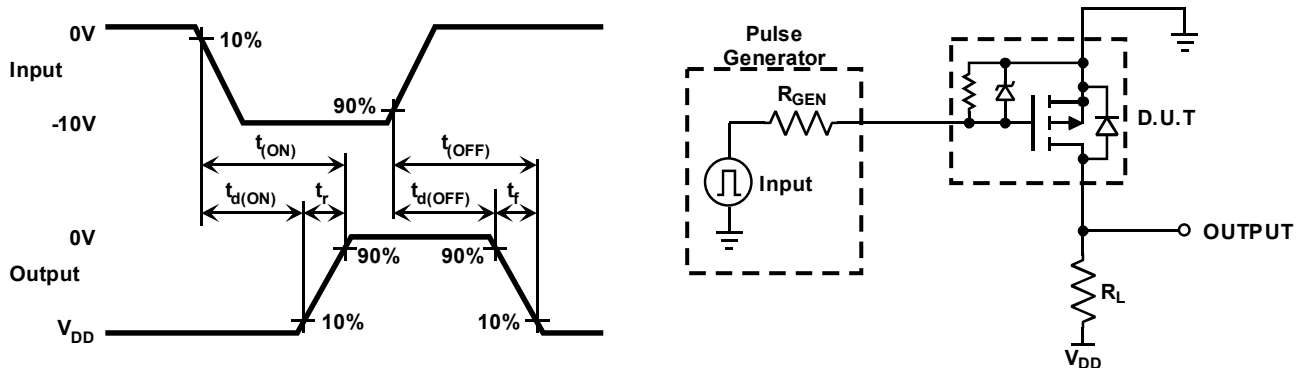 0V
10%
Input
90%
-10V
t(ON)
t(OFF)
td(ON)
tr
td(OFF)
tf
0V
90%
90%
Output
10%
10%
VDD
Pulse
Generator
RGEN
Input
D.U.T
OUTPUT
RL
VDD